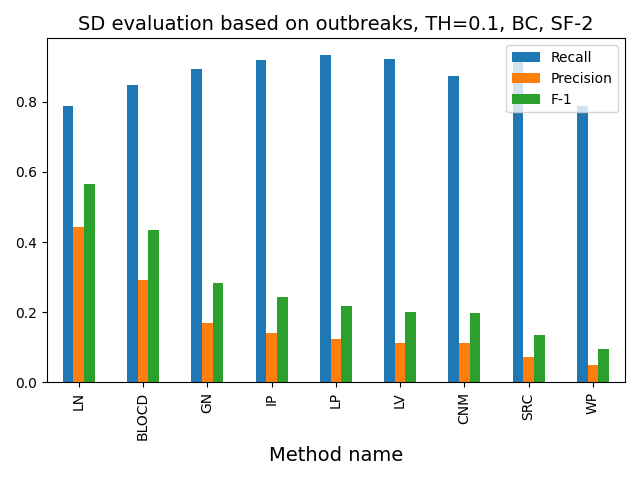 SD evaluation based on outbreaks, TH=0.1, BC, SF-2
Recall
Precision
F-1
0.8
0.6
0.4
0.2
0.0
LN
BLOCD
GN
IP
LP
LV
CNM
SRC
WP
Method name